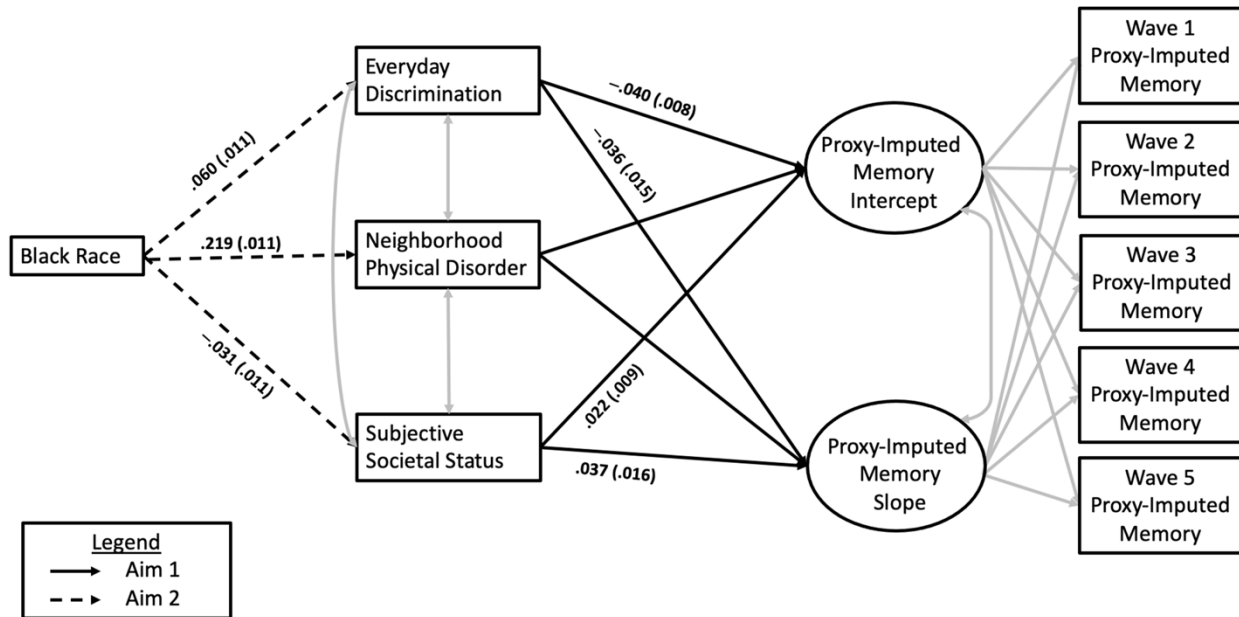 Everyday
Discrimination
Neighborhood
Physical Disorder
Subjective
Societal Status
Black Race
.060 (.011)
.219 (.011)
–.031 (.011)
–.040 (.008)
–.036 (.015)
.022 (.009)
.037 (.016)
Proxy-Imputed
Memory
Intercept
Proxy-Imputed
Memory
Slope
Wave 1
Proxy-Imputed
Memory
Wave 2
Proxy-Imputed
Memory
Wave 3
Proxy-Imputed
Memory
Wave 4
Proxy-Imputed
Memory
Wave 5
Proxy-Imputed
Memory
Legend
Aim 1
Aim 2